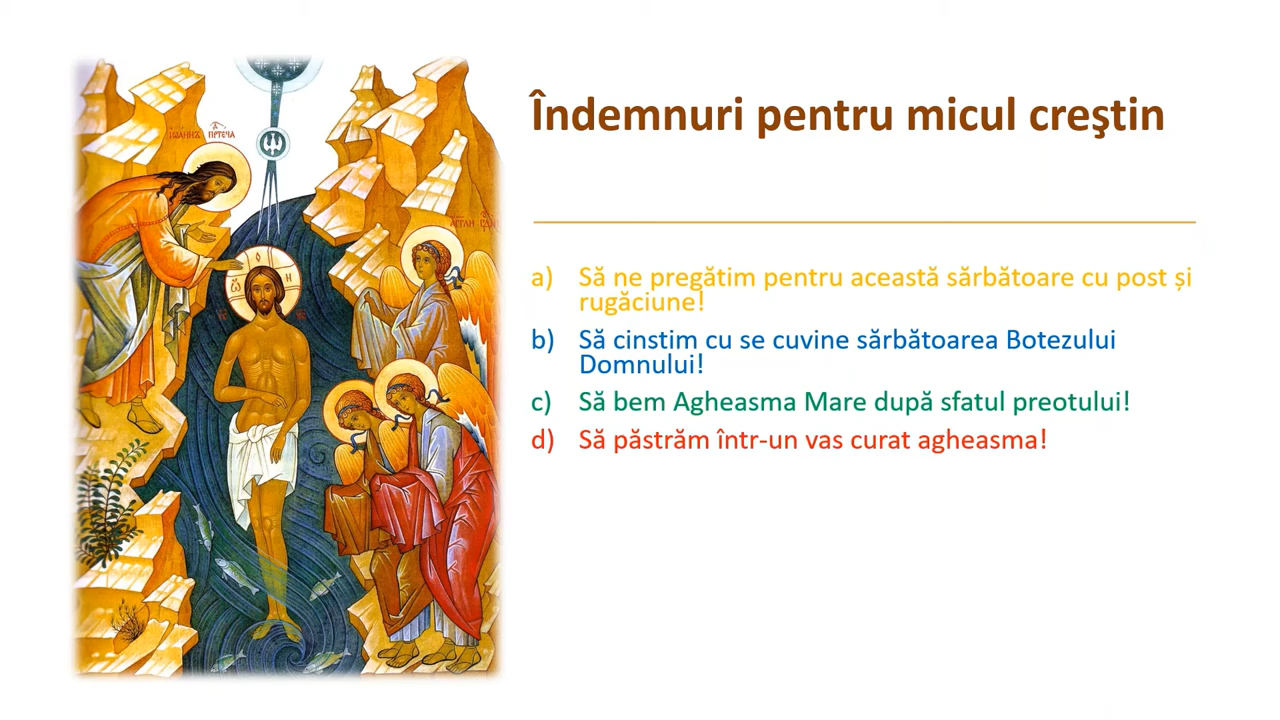 Îndemnuri pentru micul creştin
a) Să ne pregătim pentru această sărbătoare cu post și
rugăciune!
b) Să cinstim cu se cuvine sărbătoarea Botezului
Domnului!
c) Să bem Agheasma Mare după sfatul preotului!
d) Să păstrăm într-un vas curat agheasma!